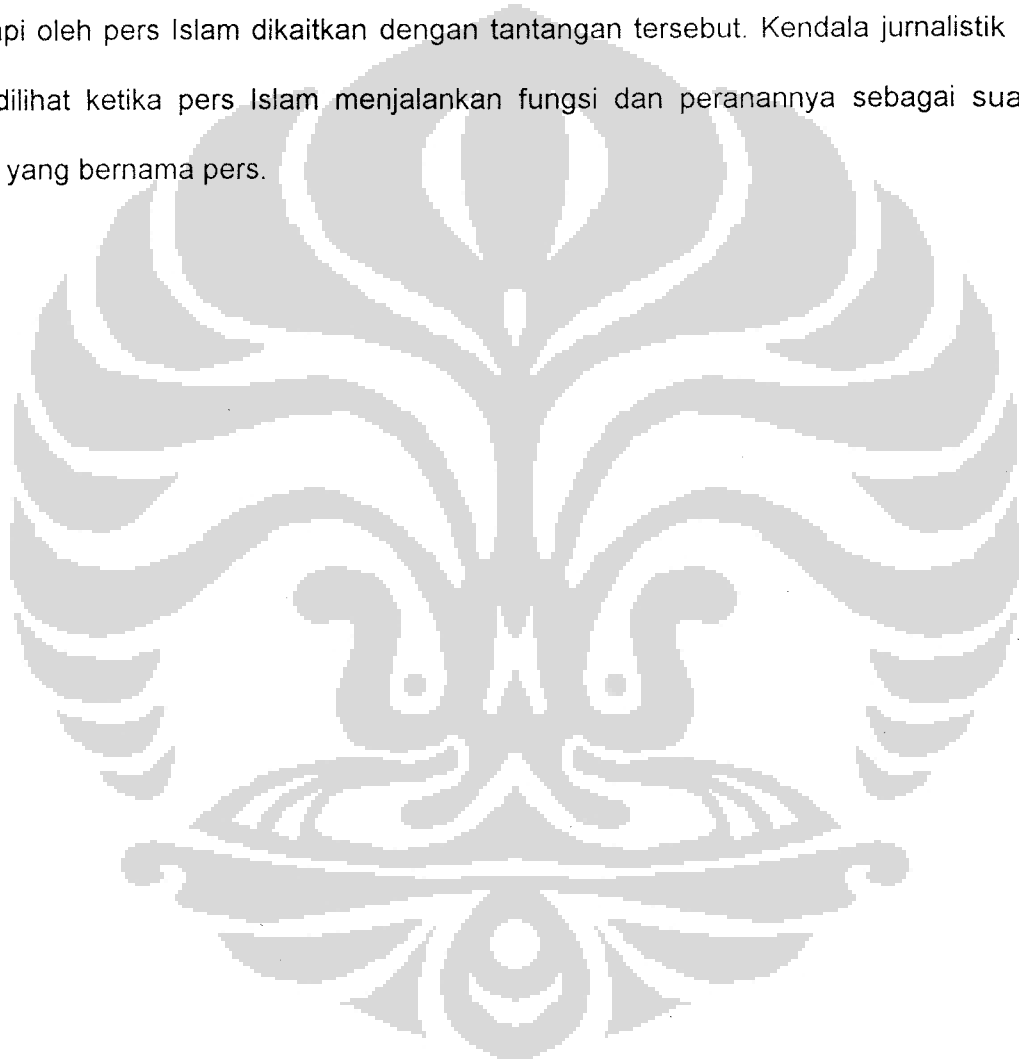 api oleh pers Islam dikaitkan dengan tantangan tersebut. Kendala jurnalistik
dilihat ketika pers Islam menjalankan fungsi dan peranannya sebagai sua
yang bernama pers.